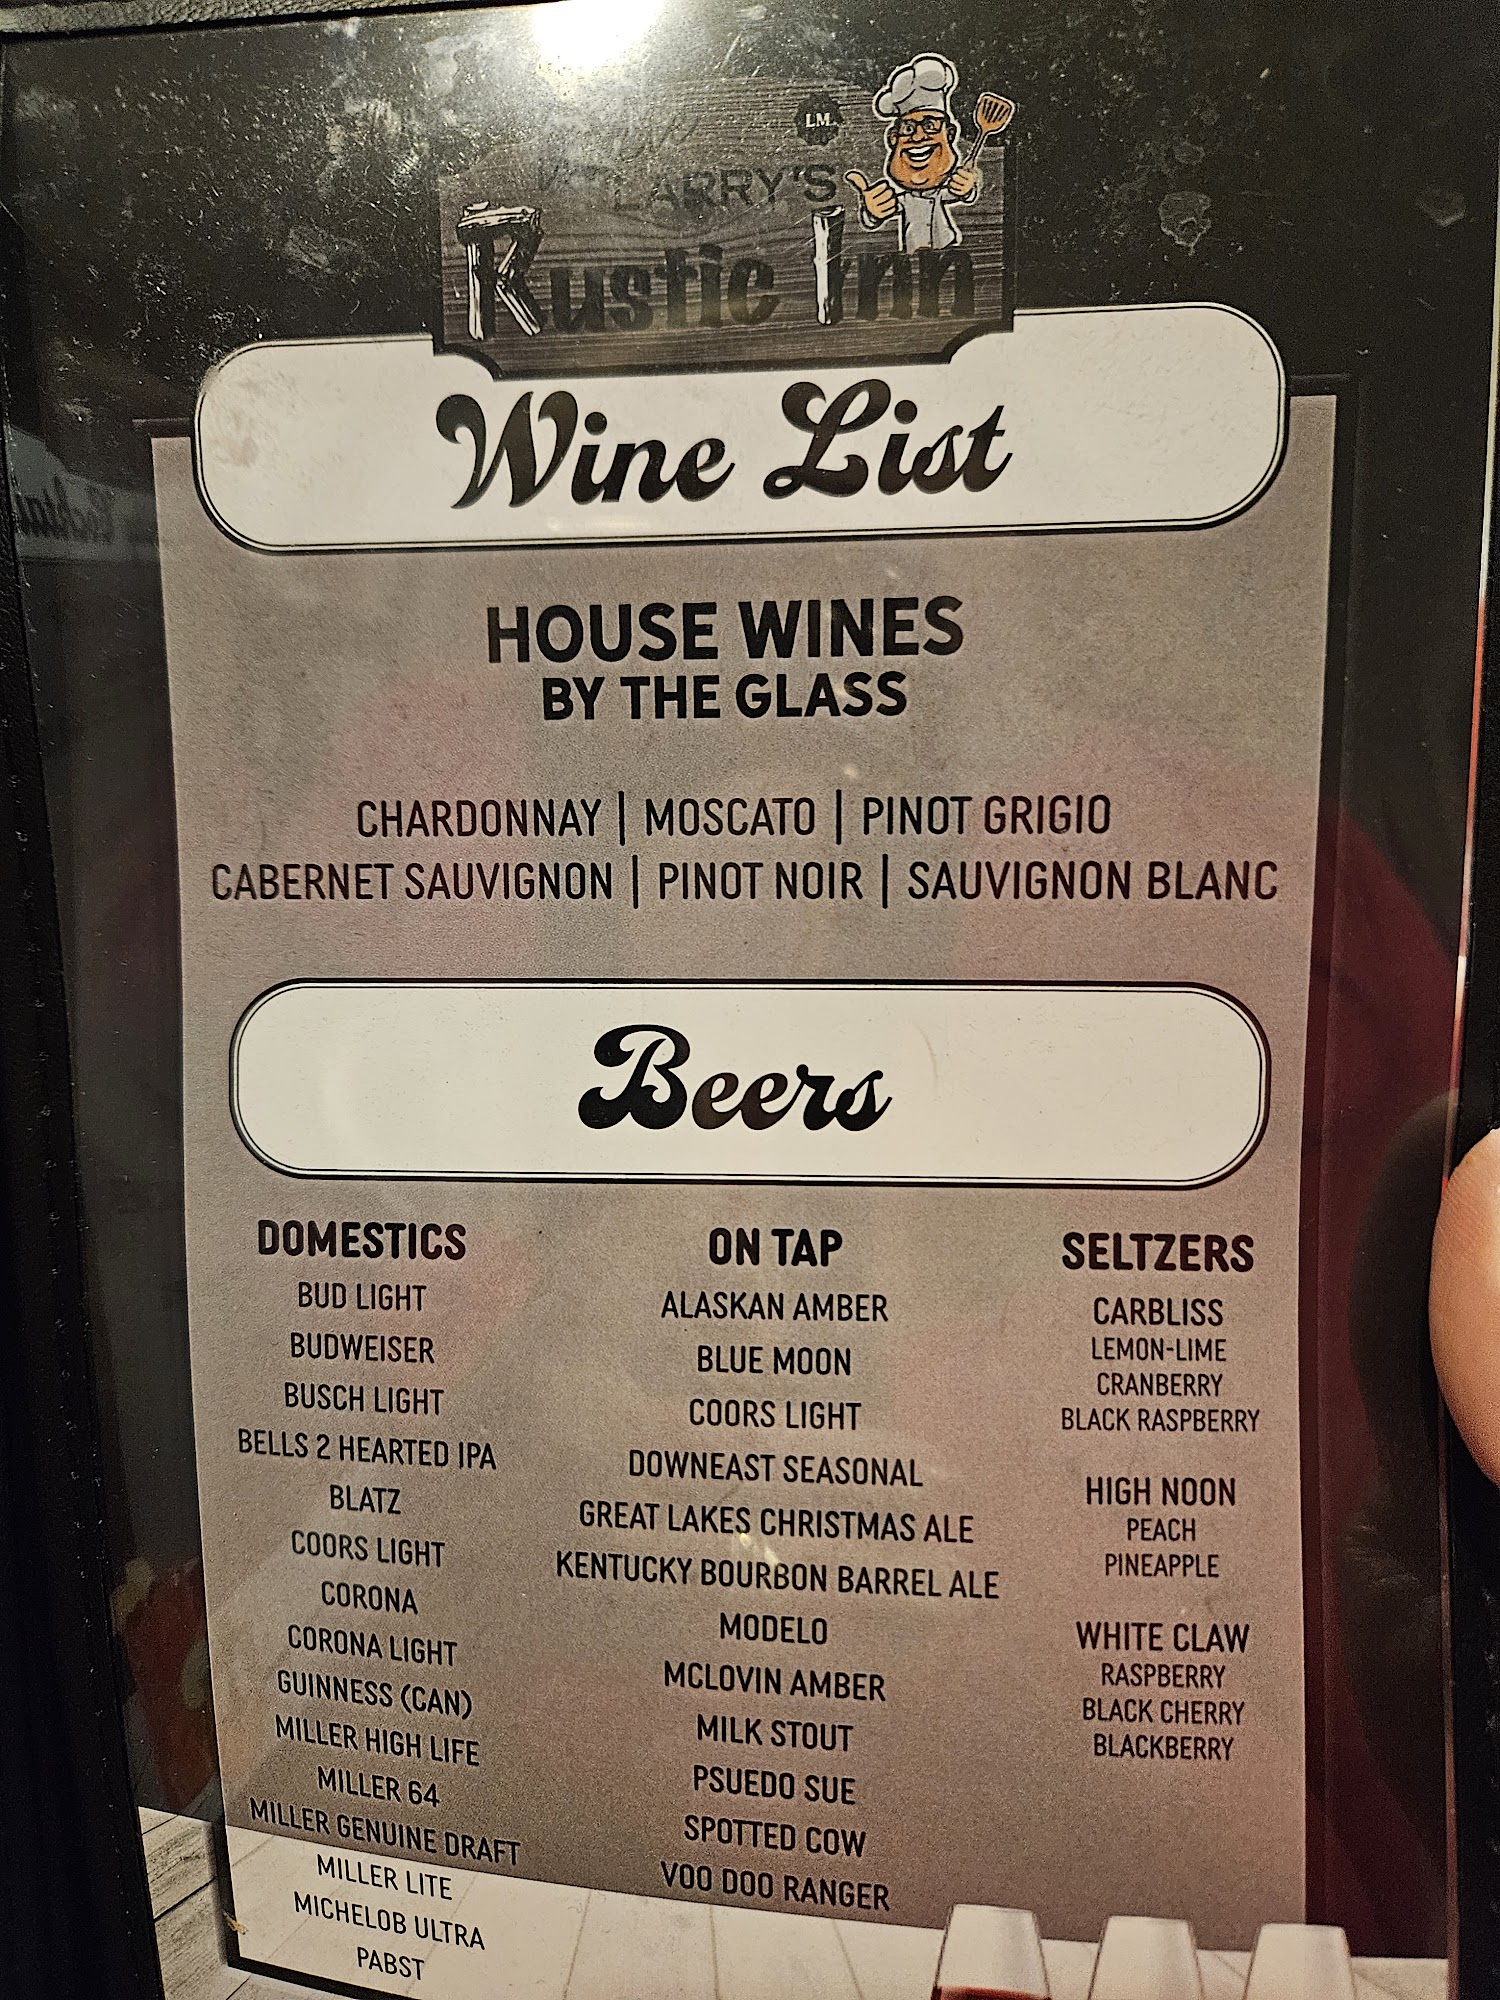 LM.
LARRY'S
Rustic Inn
Wine List
HOUSE WINES
BY THE GLASS
CHARDONNAY | MOSCATO | PINOT GRIGIO
CABERNET SAUVIGNON | PINOT NOIR | SAUVIGNON BLANC
Beers
DOMESTICS
BUD LIGHT
BUDWEISER
BUSCH LIGHT
BELLS 2 HEARTED IPA
BLATZ
COORS LIGHT
CORONA
CORONA LIGHT
GUINNESS (CAN)
MILLER HIGH LIFE
MILLER 64
MILLER GENUINE DRAFT
MILLER LITE
MICHELOB ULTRA
PABST
ON TAP
ALASKAN AMBER
BLUE MOON
COORS LIGHT
DOWNEAST SEASONAL
GREAT LAKES CHRISTMAS ALE
KENTUCKY BOURBON BARREL ALE
MODELO
MCLOVIN AMBER
MILK STOUT
PSUEDO SUE
SPOTTED COW
VOO DOO RANGER
SELTZERS
CARBLISS
LEMON-LIME
CRANBERRY
BLACK RASPBERRY
HIGH NOON
PEACH
PINEAPPLE
WHITE CLAW
RASPBERRY
BLACK CHERRY
BLACKBERRY